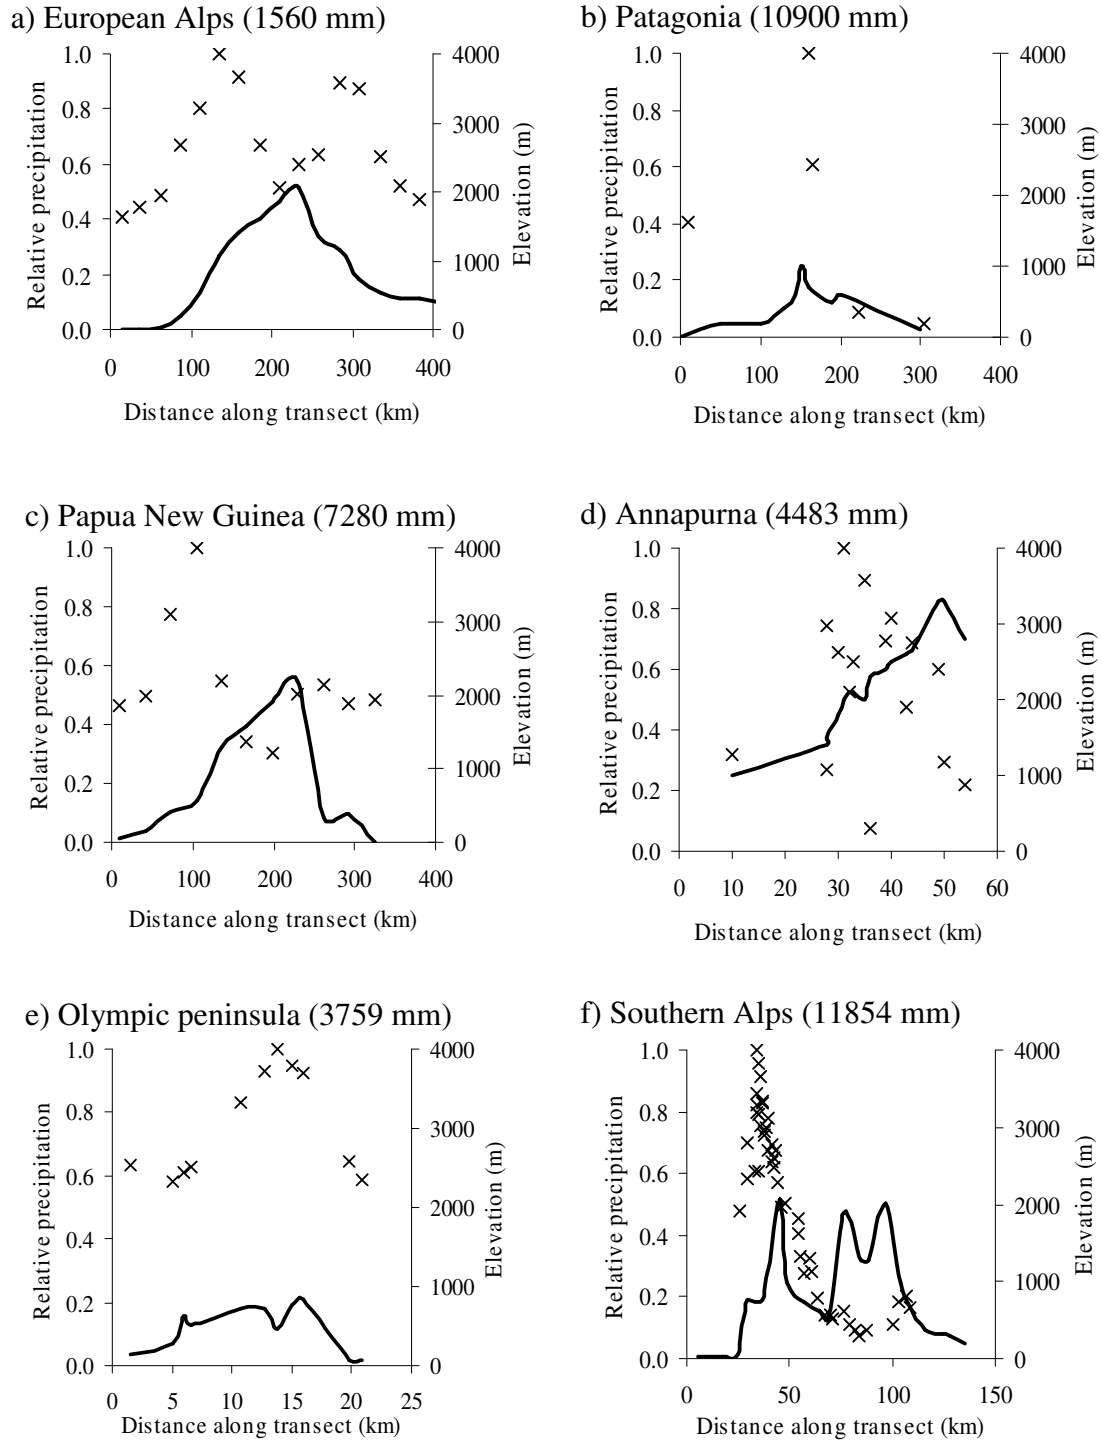 a) European Alps (1560 mm)
1.0
0.8
0.6
0.4
0.2
0.0
Relative precipitation
4000
3000
2000
1000
0
Elevation (m)
0 100 200 300 400
Distance along transect (km)
b) Patagonia (10900 mm)
1.0
0.8
0.6
0.4
0.2
0.0
Relative precipitation
4000
3000
2000
1000
0
Elevation (m)
0 100 200 300 400
Distance along transect (km)
c) Papua New Guinea (7280 mm)
1.0
0.8
0.6
0.4
0.2
0.0
Relative precipitation
4000
3000
2000
1000
0
Elevation (m)
0 100 200 300 400
Distance along transect (km)
d) Annapurna (4483 mm)
1.0
0.8
0.6
0.4
0.2
0.0
Relative precipitation
4000
3000
2000
1000
0
Elevation (m)
0 10 20 30 40 50 60
Distance along transect (km)
e) Olympic peninsula (3759 mm)
1.0
0.8
0.6
0.4
0.2
0.0
Relative precipitation
4000
3000
2000
1000
0
Elevation (m)
0 5 10 15 20 25
Distance along transect (km)
f) Southern Alps (11854 mm)
1.0
0.8
0.6
0.4
0.2
0.0
Relative precipitation
4000
3000
2000
1000
0
Elevation (m)
0 50 100 150
Distance along transect (km)